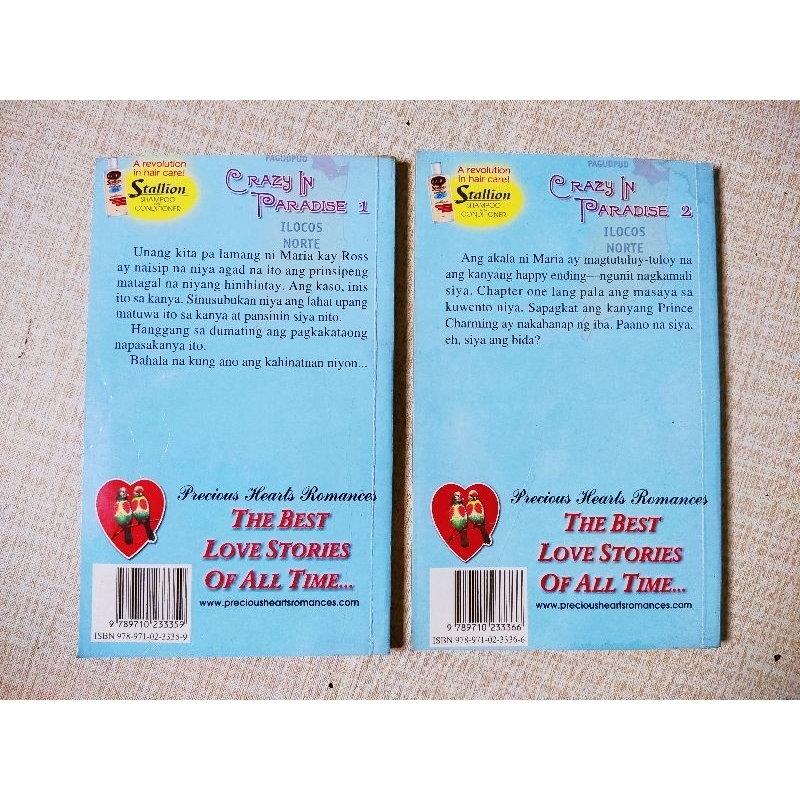 A revolution
in hair care!
Stallion
SHAMPOO
CONDITIONER
PAGUDPUD
CRAZY IN
PARADISE 1
ILOCOS
NORTE
Unang kita pa lamang ni Maria kay Ross
ay naisip na niya agad na ito ang prinsipeng
matagal na niyang hinihintay. Ang kaso, inis
ito sa kanya. Sinusubukan niya ang lahat upang
matuwa ito sa kanya at pansinin siya nito.
Hanggang sa dumating ang pagkakataong
napasakanya ito.
Bahala na kung ano ang kahinatnan niyon...
Precious Hearts Romances
THE BEST
LOVE STORIES
OF ALL TIME...
www.preciousheartsromances.com
9 789710 233359
ISBN 978-971-02-3335-9
A revolution
in hair care!
Stallion
SHAMPOO
CONDITIONER
PAGUDPUD
CRAZY IN
PARADISE 2
ILOCOS
NORTE
Ang akala ni Maria ay magtutuluy-tuloy na
ang kanyang happy ending—ngunit nagkamali
siya. Chapter one lang pala ang masaya sa
kuwento niya. Sapagkat ang kanyang Prince
Charming ay nakahanap ng iba. Paano na siya,
eh, siya ang bida?
Precious Hearts Romances
THE BEST
LOVE STORIES
OF ALL TIME...
www.preciousheartsromances.com
9 789710 233366
ISBN 978-971-02-3336-6